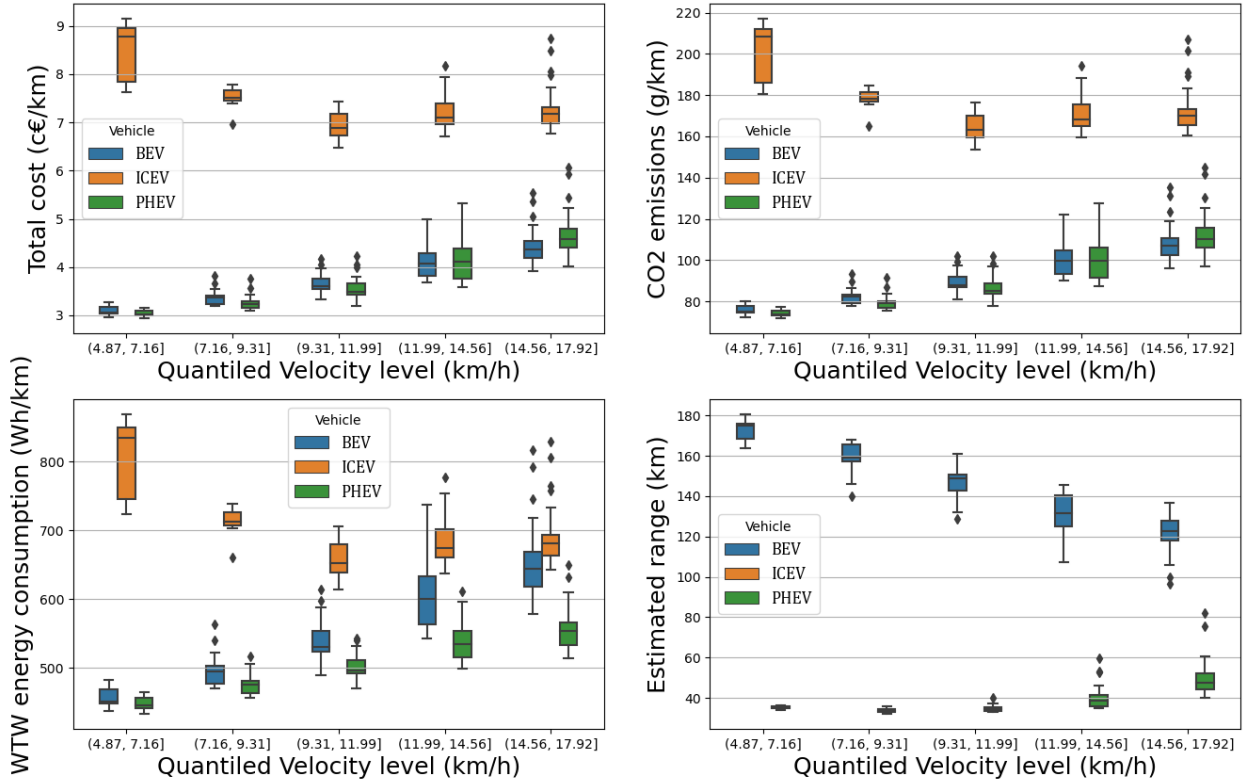 Total cost (c€/km)
9
8
7
6
5
4
3
Vehicle
BEV
ICEV
PHEV
(4.87, 7.16]
(7.16, 9.31]
(9.31, 11.99]
(11.99, 14.56]
(14.56, 17.92]
Quantiled Velocity level (km/h)
CO2 emissions (g/km)
220
200
180
160
140
120
100
80
Vehicle
BEV
ICEV
PHEV
(4.87, 7.16]
(7.16, 9.31]
(9.31, 11.99]
(11.99, 14.56]
(14.56, 17.92]
Quantiled Velocity level (km/h)
WTW energy consumption (Wh/km)
800
700
600
500
Vehicle
BEV
ICEV
PHEV
(4.87, 7.16]
(7.16, 9.31]
(9.31, 11.99]
(11.99, 14.56]
(14.56, 17.92]
Quantiled Velocity level (km/h)
Estimated range (km)
180
160
140
120
100
80
60
40
Vehicle
BEV
ICEV
PHEV
(4.87, 7.16]
(7.16, 9.31]
(9.31, 11.99]
(11.99, 14.56]
(14.56, 17.92]
Quantiled Velocity level (km/h)